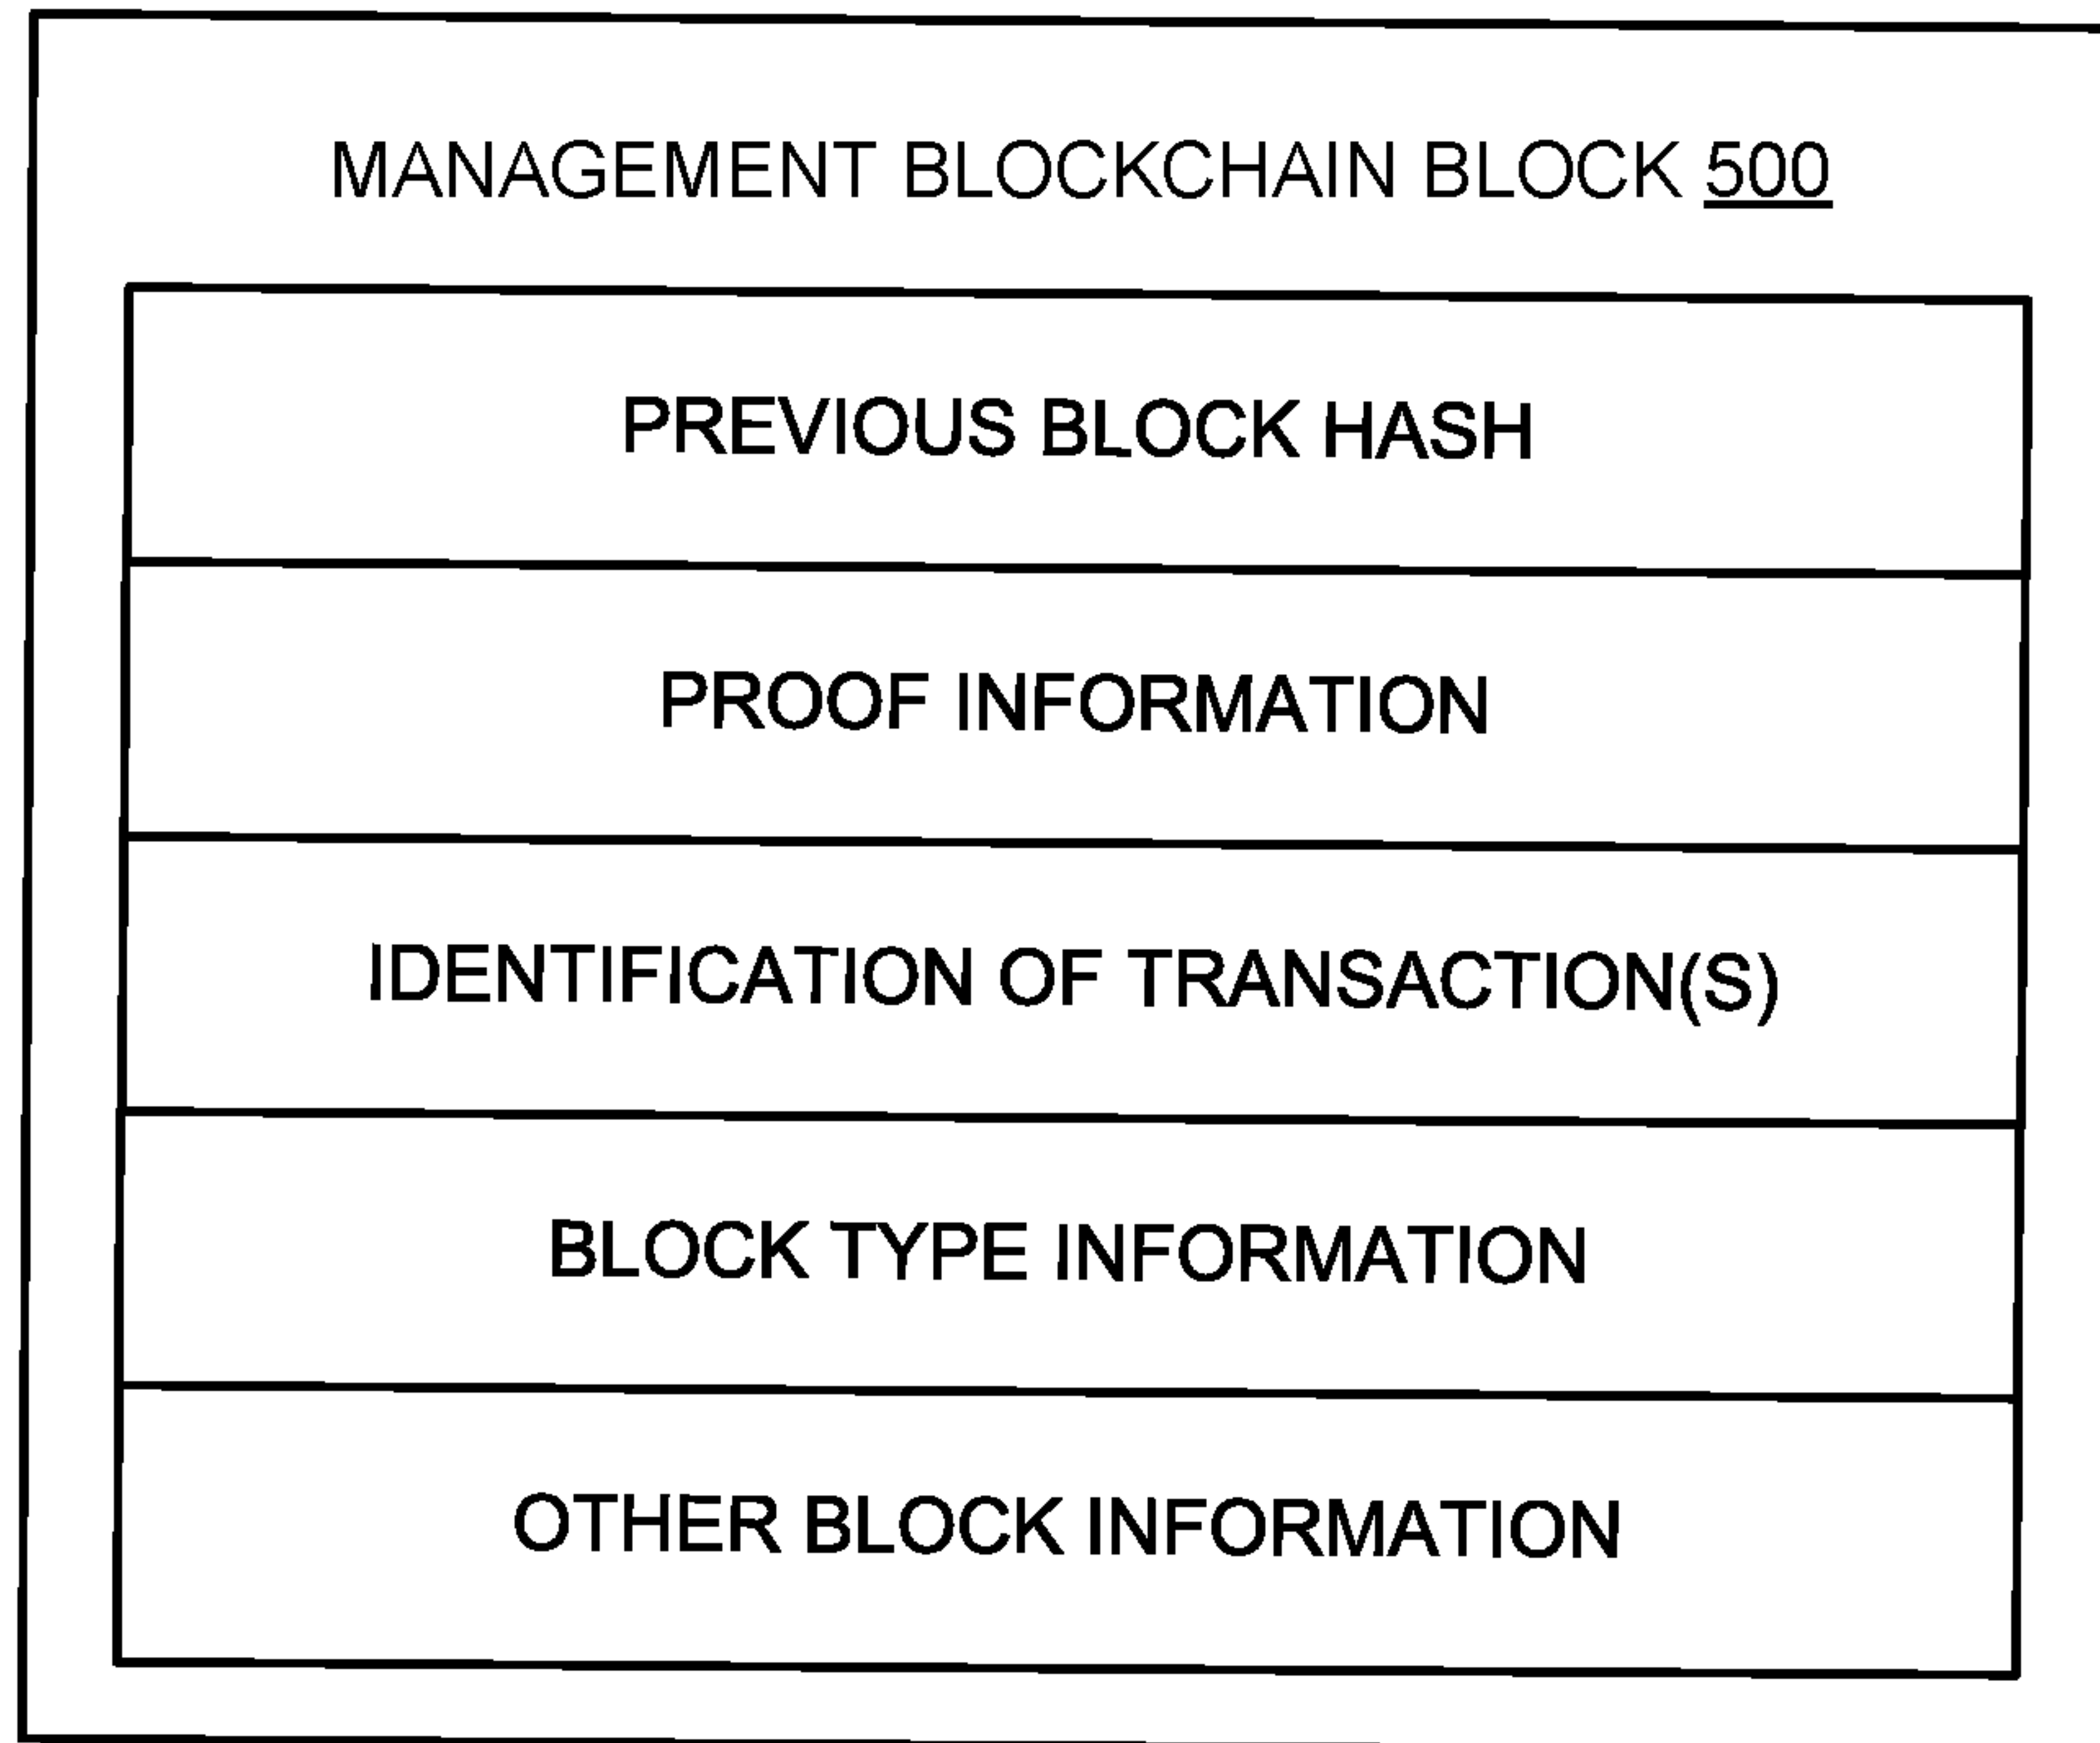 MANAGEMENT BLOCKCHAIN BLOCK 500
PREVIOUS BLOCK HASH
PROOF INFORMATION
IDENTIFICATION OF TRANSACTION(S)
BLOCK TYPE INFORMATION
OTHER BLOCK INFORMATION